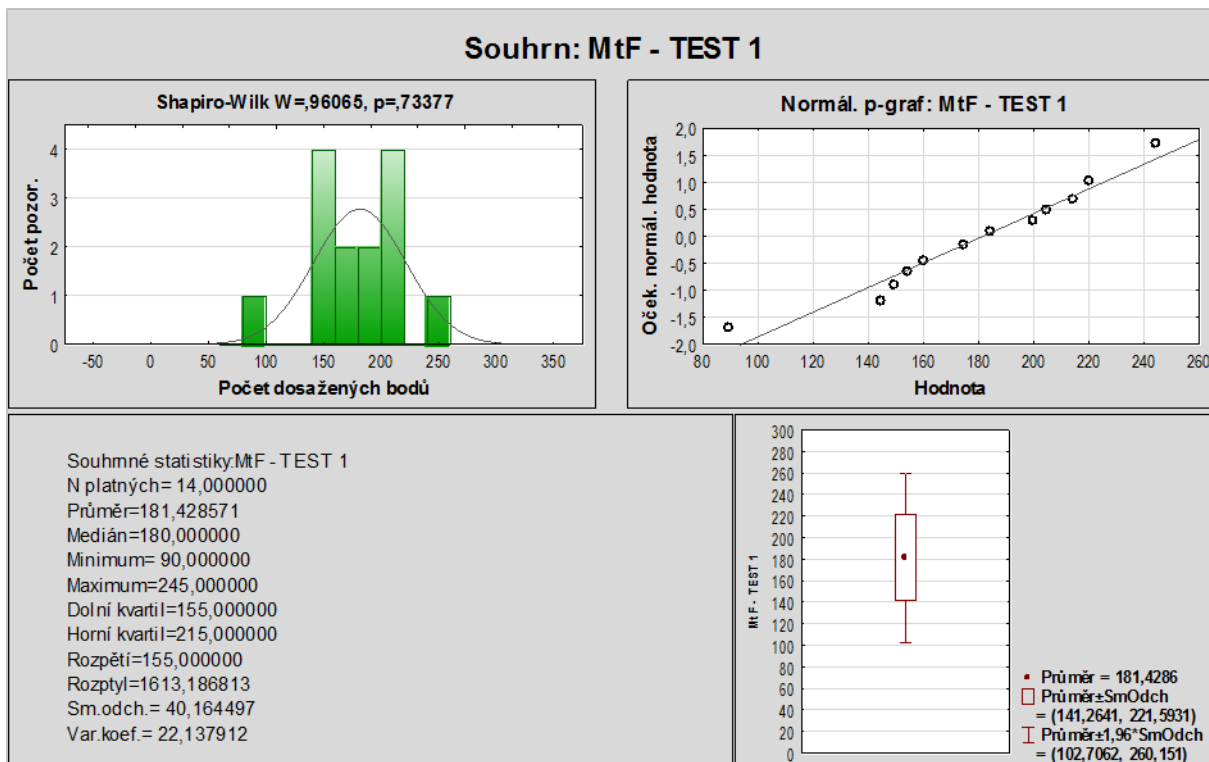 Souhrn: MtF - TEST 1
Shapiro-Wilk W=,96065, p=,73377
Počet pozor.
4
3
2
1
0
-50 0 50 100 150 200 250 300 350
Počet dosažených bodů
Normál. p-graf: MtF - TEST 1
Oček. normál. hodnota
2,0
1,5
1,0
0,5
0,0
-0,5
-1,0
-1,5
-2,0
80 100 120 140 160 180 200 220 240 260
Hodnota
Souhrnné statistiky:MtF - TEST 1
N platných= 14,000000
Průměr=181,428571
Medián=180,000000
Minimum= 90,000000
Maximum=245,000000
Dolní kvartil=155,000000
Horní kvartil=215,000000
Rozpětí=155,000000
Rozptyl=1613,186813
Sm.odch.= 40,164497
Var.koef.= 22,137912
MtF - TEST 1
300
280
260
240
220
200
180
160
140
120
100
80
60
40
20
0
Průměr = 181,4286
Průměr±SmOdch
= (141,2641, 221,5931)
Průměr±1,96*SmOdch
= (102,7062, 260,151)